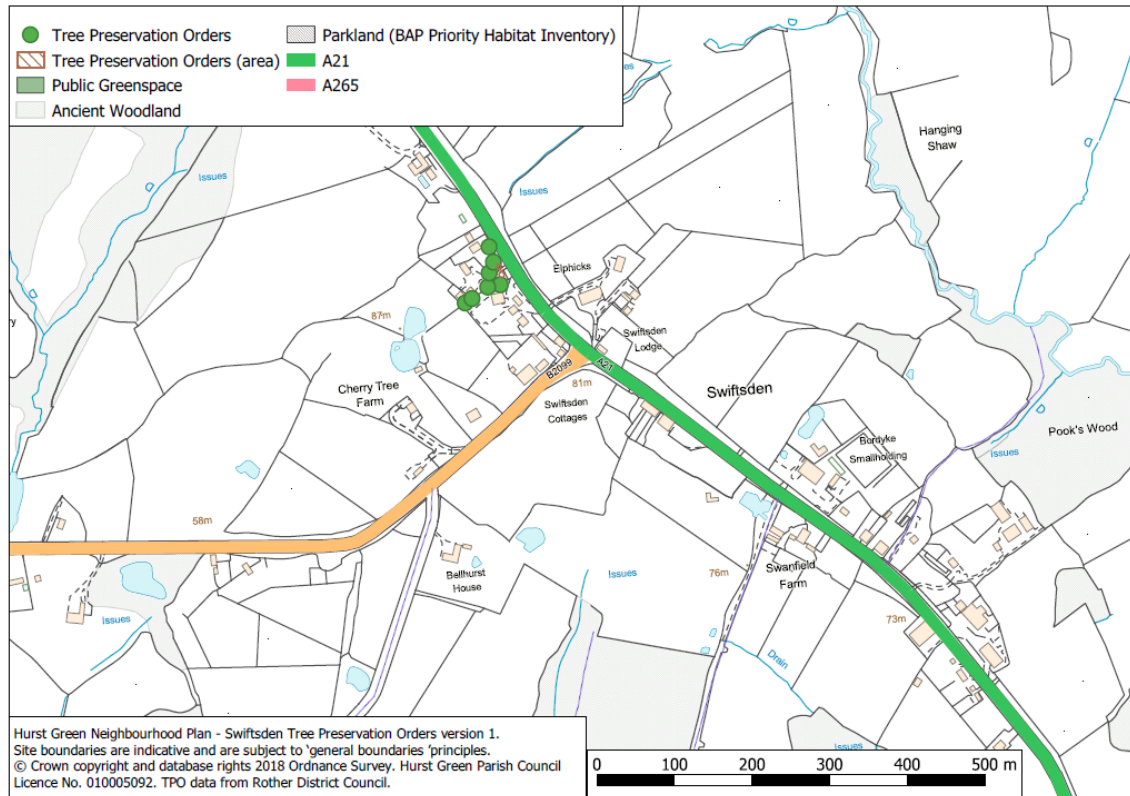 Tree Preservation Orders
Tree Preservation Orders (area)
Public Greenspace
Ancient Woodland
Parkland (BAP Priority Habitat Inventory)
A21
A265
Issues
Hanging
Shaw
Issues
Issues
Elphicks
87m
Swiftsden
Lodge
B2099
A21
81m
Cherry Tree
Farm
Swiftsden
Cottages
Swiftsden
Bordyke
Smallholding
Pook's Wood
Issues
58m
Bellhurst
House
Issues
76m
Swanfield
Farm
73m
Issues
Drain
Issues
Hurst Green Neighbourhood Plan - Swiftsden Tree Preservation Orders version 1.
Site boundaries are indicative and are subject to 'general boundaries 'principles.
© Crown copyright and database rights 2018 Ordnance Survey. Hurst Green Parish Council
Licence No. 010005092. TPO data from Rother District Council.
0 100 200 300 400 500 m